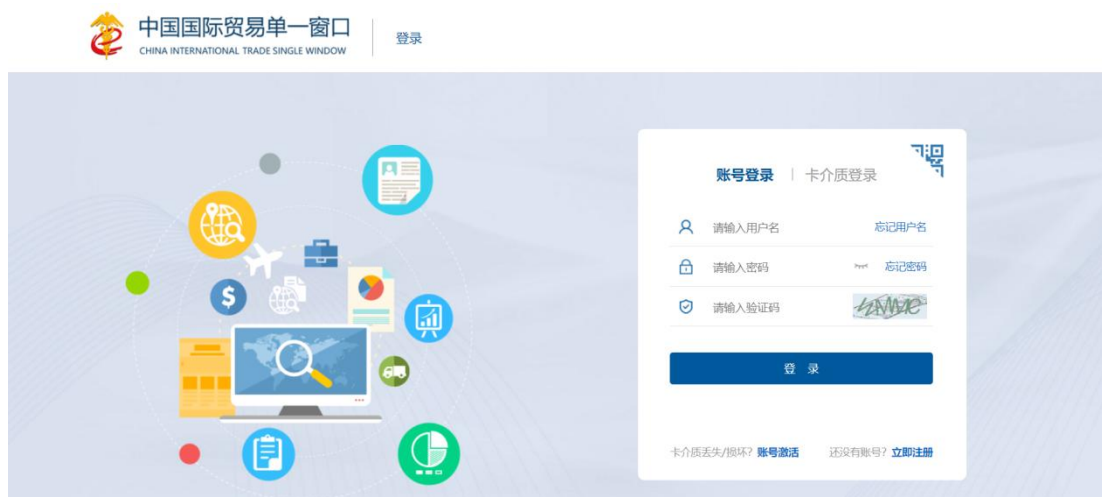 中国国际贸易单一窗口
CHINA INTERNATIONAL TRADE SINGLE WINDOW
登录
账号登录
卡介质登录
请输入用户名
忘记用户名
请输入密码
忘记密码
请输入验证码
登 录
卡介质丢失/损坏? 账号激活
还没有账号? 立即注册